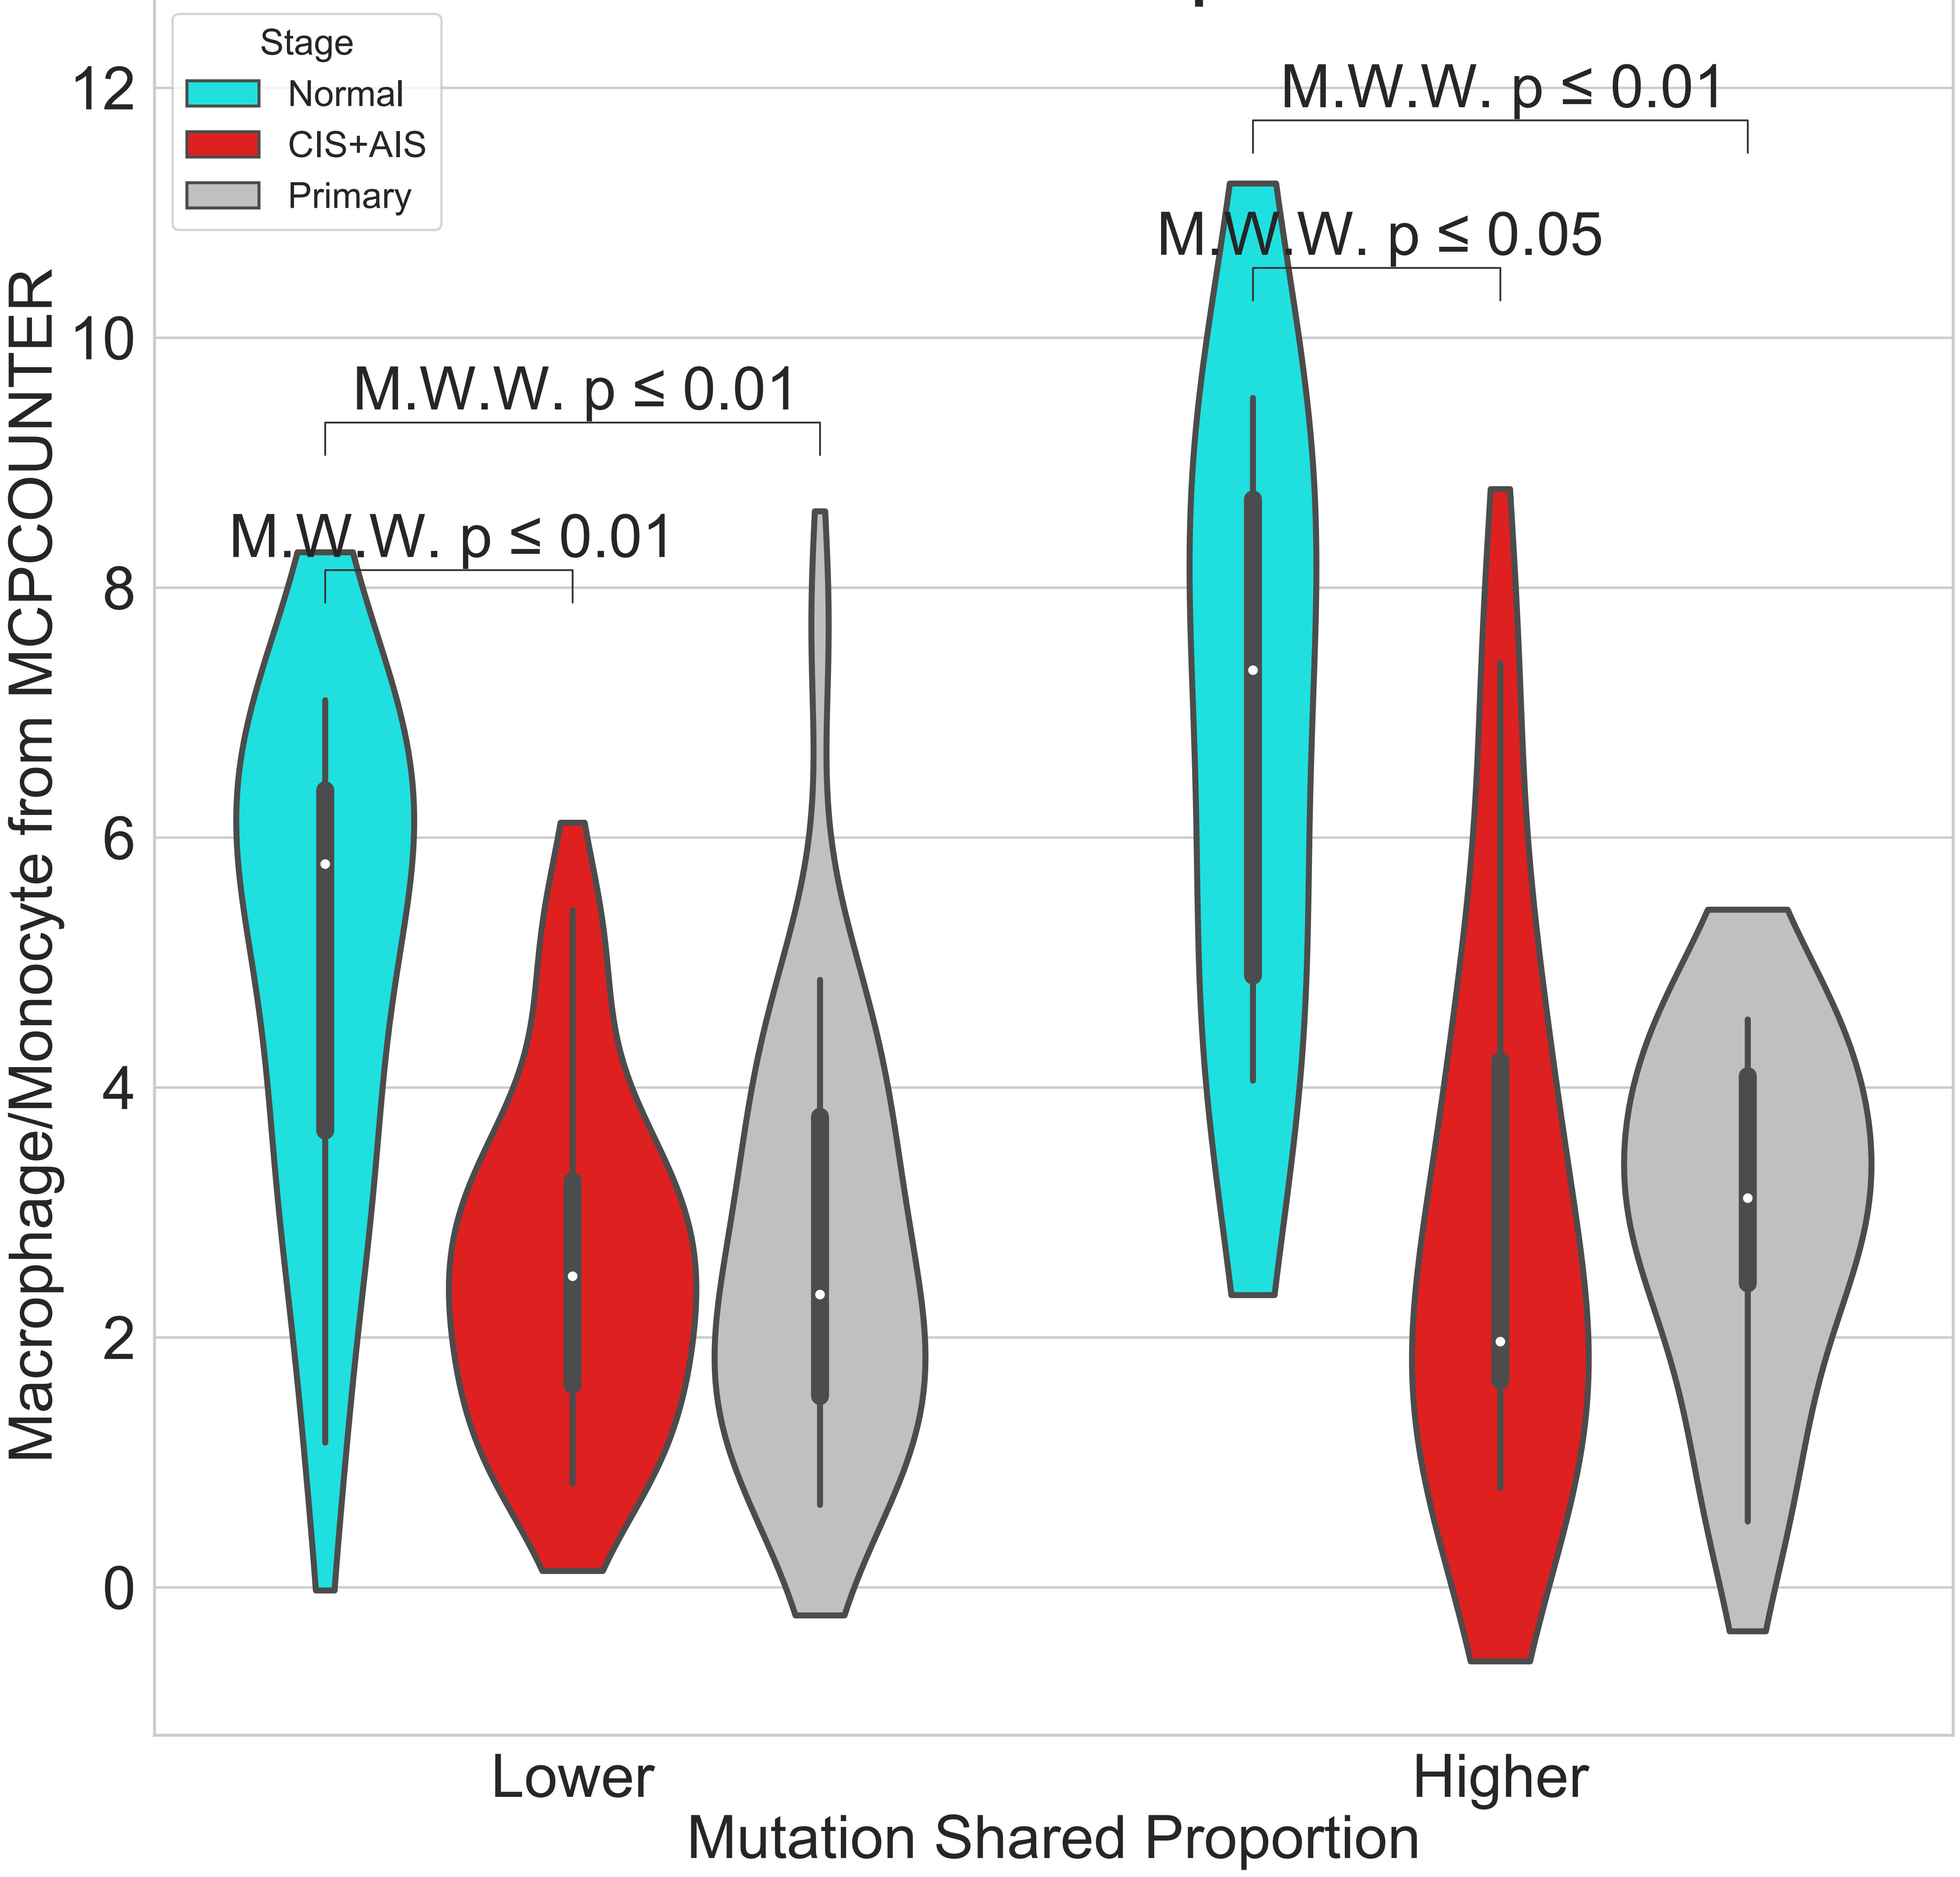 Stage
Normal
CIS+AIS
Primary
12
10
8
6
4
2
0
Macrophage/Monocyte from MCPCOUNTER
M.W.W. p ≤ 0.01
M.W.W. p ≤ 0.05
M.W.W. p ≤ 0.01
M.W.W. p ≤ 0.01
Lower
Higher
Mutation Shared Proportion